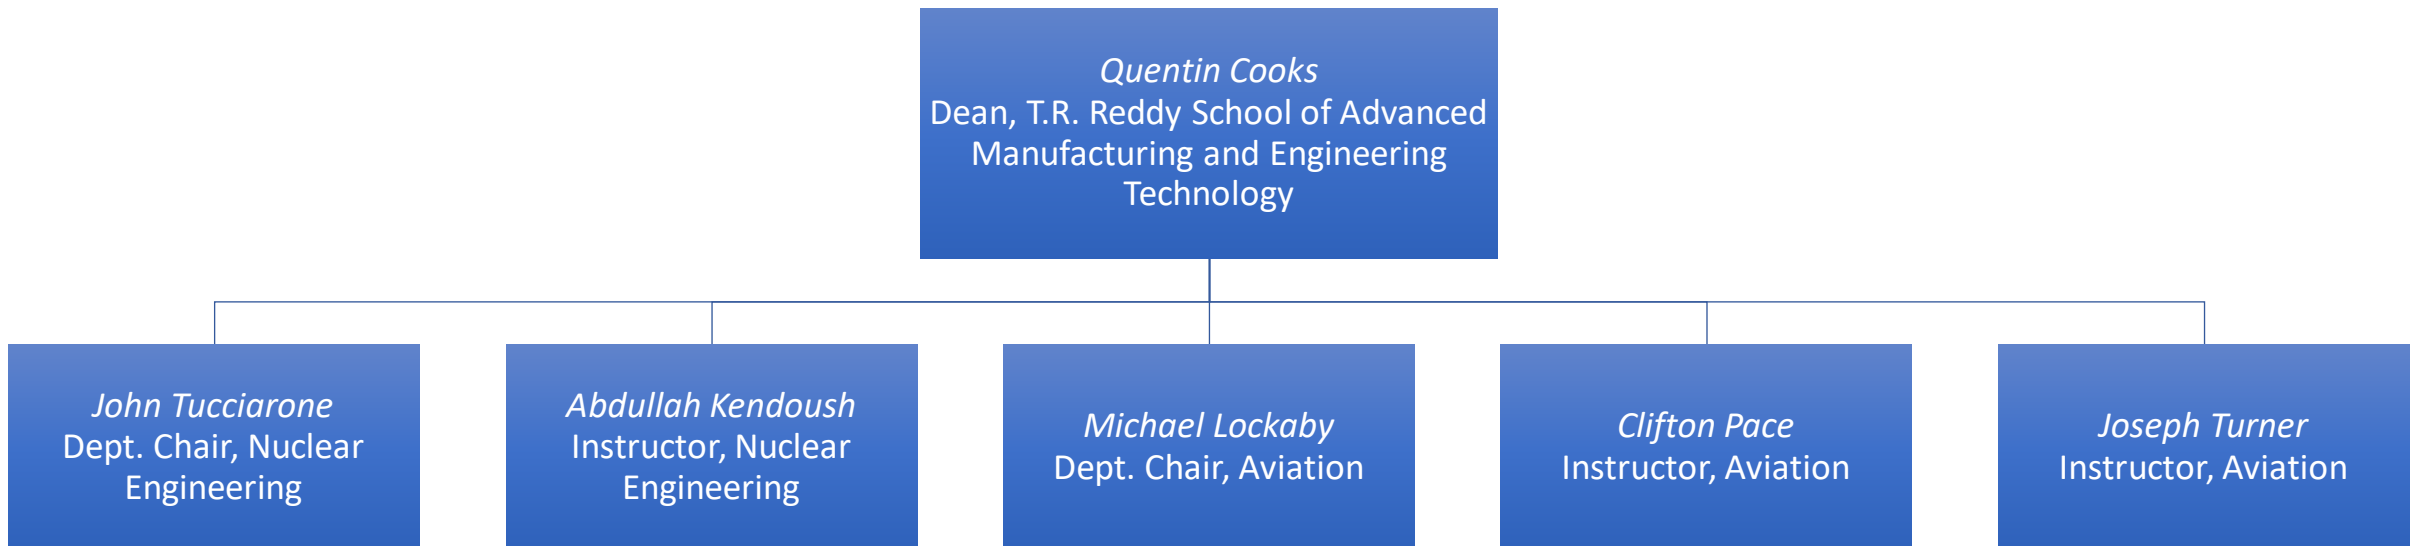 Quentin Cooks
Dean, T.R. Reddy School of Advanced
Manufacturing and Engineering
Technology
John Tucciarone
Dept. Chair, Nuclear
Engineering
Abdullah Kendoush
Instructor, Nuclear
Engineering
Michael Lockaby
Dept. Chair, Aviation
Clifton Pace
Instructor, Aviation
Joseph Turner
Instructor, Aviation